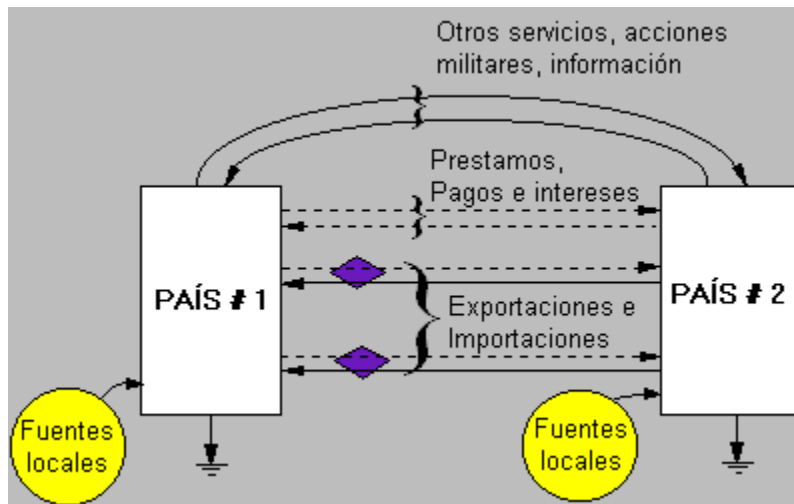 Otros servicios, acciones
militares, información
Prestamos,
Pagos e intereses
PAÍS # 1
PAÍS # 2
Exportaciones e
Importaciones
Fuentes
locales
Fuentes
locales